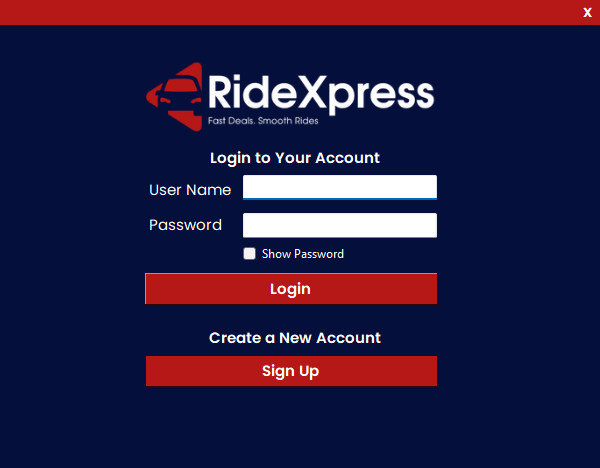 X
RideXpress
Fast Deals. Smooth Rides
Login to Your Account
User Name
Password
Show Password
Login
Create a New Account
Sign Up